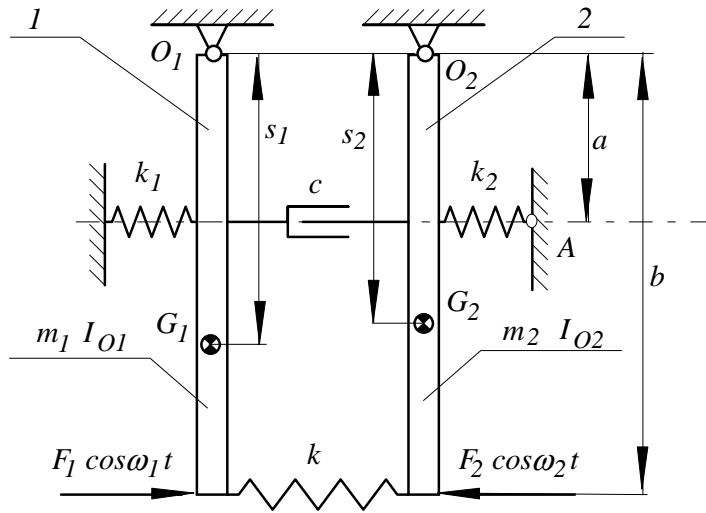 1
2
O1
O2
s1
s2
a
k1
c
k2
A
b
G1
G2
m1 IO1
m2 IO2
F1 cosω1t
k
F2 cosω2t